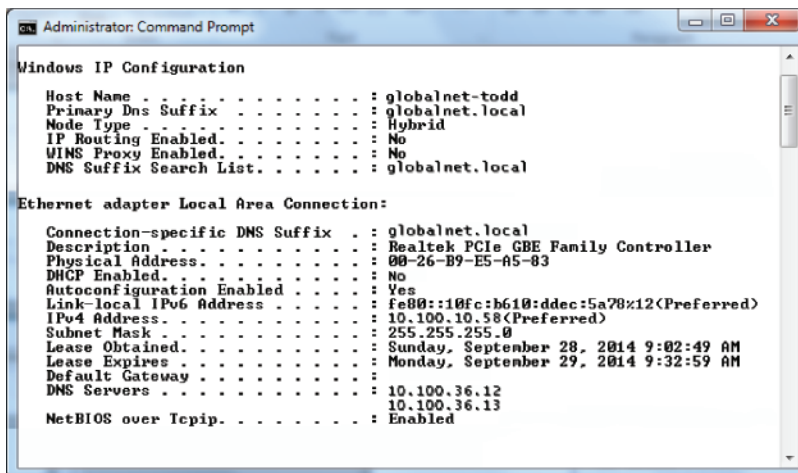 Administrator: Command Prompt
Windows IP Configuration
Host Name . . . . . . . . . . . . : globalnet-todd
Primary Dns Suffix . . . . . . . : globalnet.local
Node Type . . . . . . . . . . . . : Hybrid
IP Routing Enabled. . . . . . . . : No
WINS Proxy Enabled. . . . . . . . : No
DNS Suffix Search List. . . . . . : globalnet.local
Ethernet adapter Local Area Connection:
Connection-specific DNS Suffix . : globalnet.local
Description . . . . . . . . . . . : Realtek PCIe GBE Family Controller
Physical Address. . . . . . . . . : 00-26-B9-E5-A5-83
DHCP Enabled. . . . . . . . . . . : No
Autoconfiguration Enabled . . . . : Yes
Link-local IPv6 Address . . . . . : fe80::10fc:b610:ddec:5a78%12(Preferred)
IPv4 Address. . . . . . . . . . . : 10.100.10.58(Preferred)
Subnet Mask . . . . . . . . . . . : 255.255.255.0
Lease Obtained. . . . . . . . . . : Sunday, September 28, 2014 9:02:49 AM
Lease Expires . . . . . . . . . . : Monday, September 29, 2014 9:32:59 AM
Default Gateway . . . . . . . . . :
DNS Servers . . . . . . . . . . . : 10.100.36.12
10.100.36.13
NetBIOS over Tcpip. . . . . . . . : Enabled